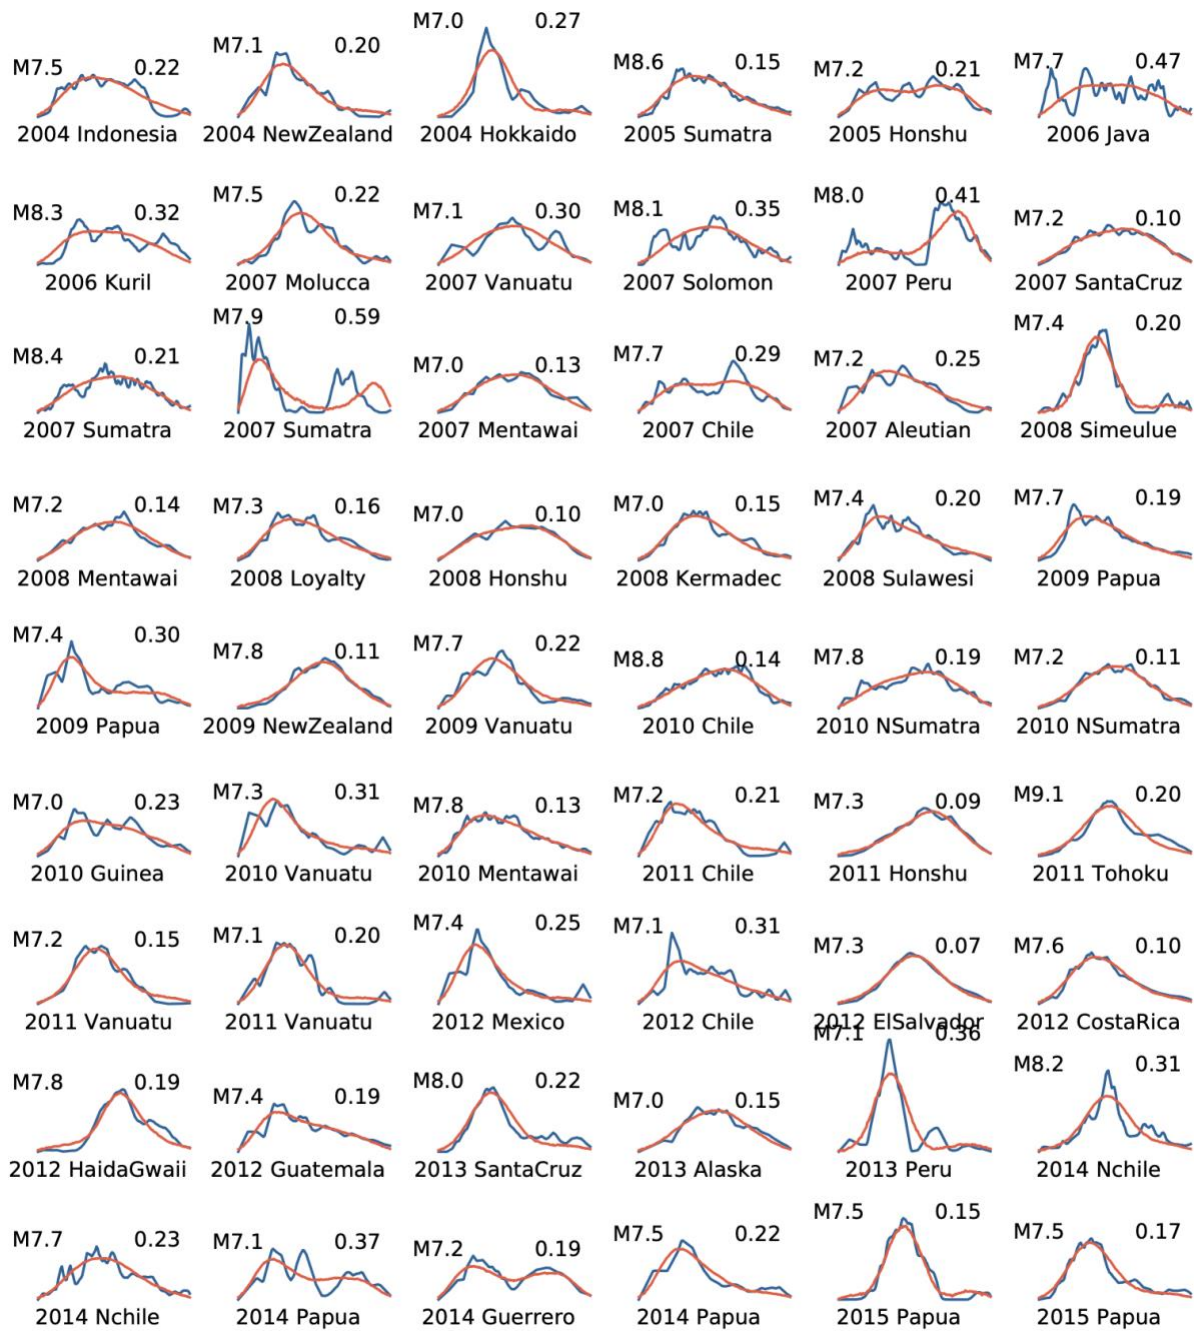 M7.5 0.22
2004 Indonesia
M7.1 0.20
2004 NewZealand
M7.0 0.27
2004 Hokkaido
M8.6 0.15
2005 Sumatra
M7.2 0.21
2005 Honshu
M7.7 0.47
2006 Java
M8.3 0.32
2006 Kuril
M7.5 0.22
2007 Molucca
M7.1 0.30
2007 Vanuatu
M8.1 0.35
2007 Solomon
M8.0 0.41
2007 Peru
M7.2 0.10
2007 SantaCruz
M8.4 0.21
2007 Sumatra
M7.9 0.59
2007 Sumatra
M7.0 0.13
2007 Mentawai
M7.7 0.29
2007 Chile
M7.2 0.25
2007 Aleutian
M7.4 0.20
2008 Simeulue
M7.2 0.14
2008 Mentawai
M7.3 0.16
2008 Loyalty
M7.0 0.10
2008 Honshu
M7.0 0.15
2008 Kermadec
M7.4 0.20
2008 Sulawesi
M7.7 0.19
2009 Papua
M7.4 0.30
2009 Papua
M7.8 0.11
2009 NewZealand
M7.7 0.22
2009 Vanuatu
M8.8 0.14
2010 Chile
M7.8 0.19
2010 NSumatra
M7.2 0.11
2010 NSumatra
M7.0 0.23
2010 Guinea
M7.3 0.31
2010 Vanuatu
M7.8 0.13
2010 Mentawai
M7.2 0.21
2011 Chile
M7.3 0.09
2011 Honshu
M9.1 0.20
2011 Tohoku
M7.2 0.15
2011 Vanuatu
M7.1 0.20
2011 Vanuatu
M7.4 0.25
2012 Mexico
M7.1 0.31
2012 Chile
M7.3 0.07
2012 ElSalvador
M7.6 0.10
2012 CostaRica
M7.8 0.19
2012 HaidaGwaii
M7.4 0.19
2012 Guatemala
M8.0 0.22
2013 SantaCruz
M7.0 0.15
2013 Alaska
M7.1 0.36
2013 Peru
M8.2 0.31
2014 Nchile
M7.7 0.23
2014 Nchile
M7.1 0.37
2014 Papua
M7.2 0.19
2014 Guerrero
M7.5 0.22
2014 Papua
M7.5 0.15
2015 Papua
M7.5 0.17
2015 Papua